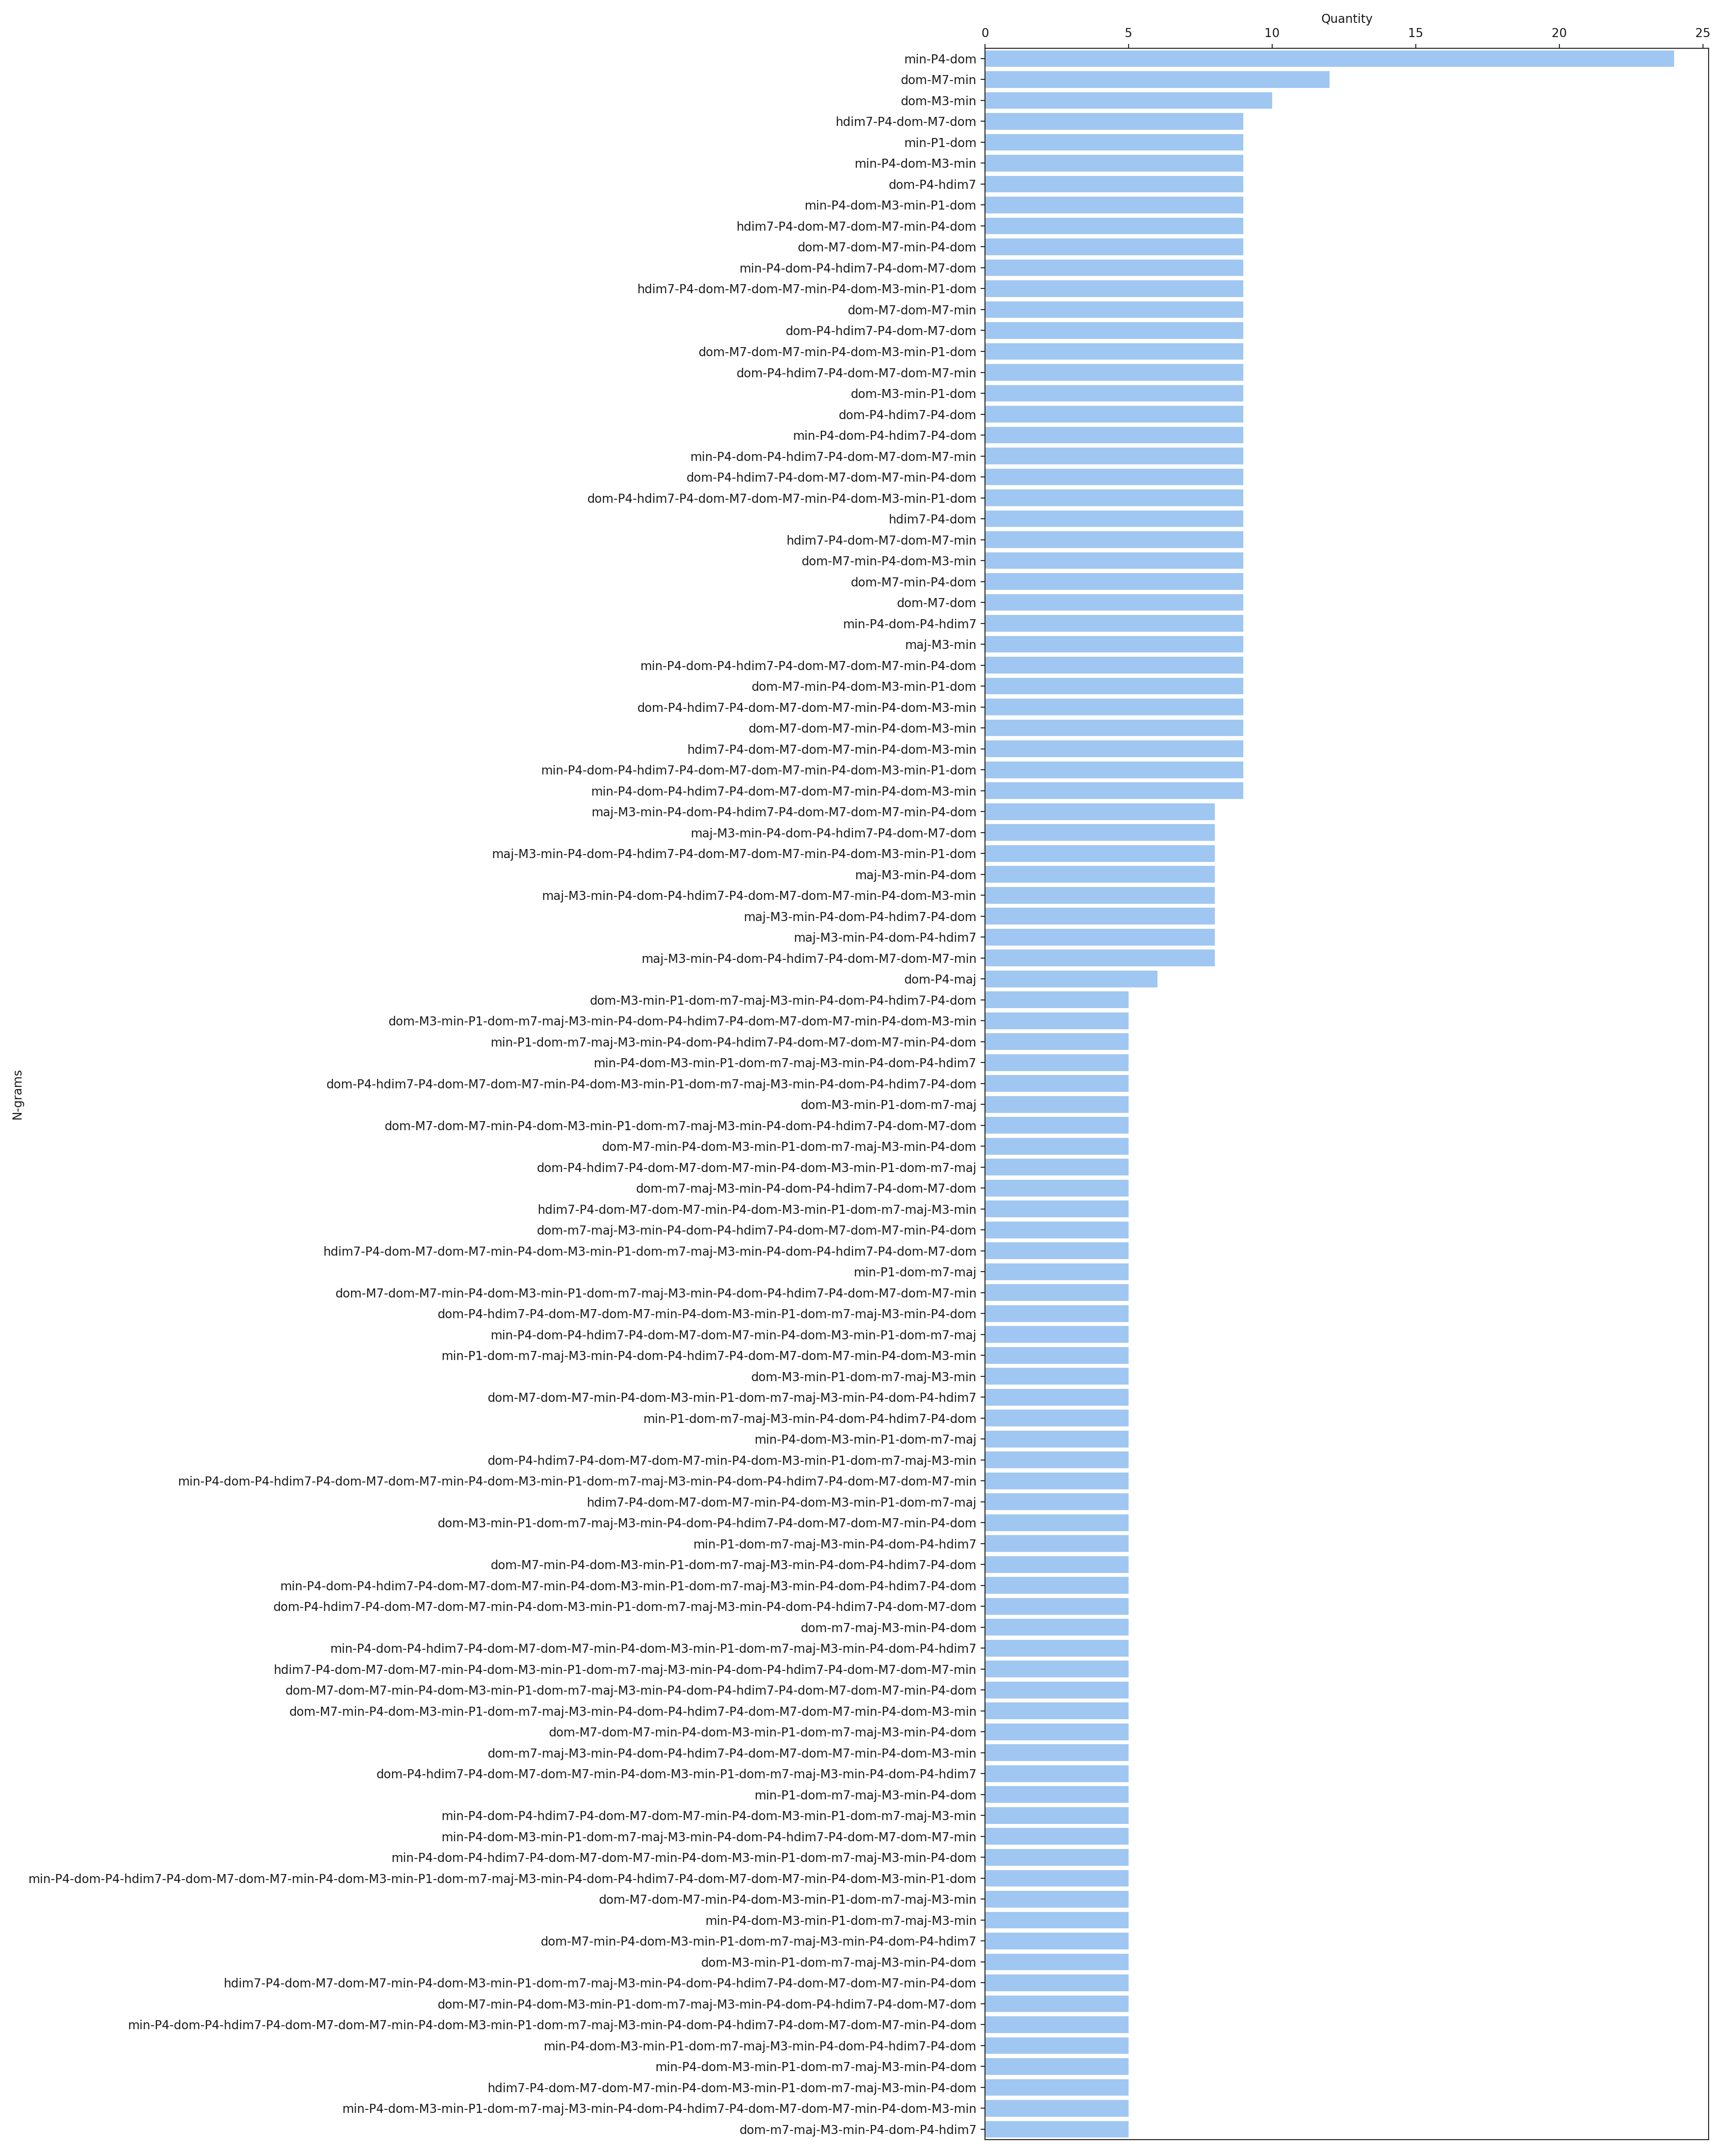 Quantity
0 5 10 15 20 25
min-P4-dom
dom-M7-min
dom-M3-min
hdim7-P4-dom-M7-dom
min-P1-dom
min-P4-dom-M3-min
dom-P4-hdim7
min-P4-dom-M3-min-P1-dom
hdim7-P4-dom-M7-dom-M7-min-P4-dom
dom-M7-dom-M7-min-P4-dom
min-P4-dom-P4-hdim7-P4-dom-M7-dom
hdim7-P4-dom-M7-dom-M7-min-P4-dom-M3-min-P1-dom
dom-M7-dom-M7-min
dom-P4-hdim7-P4-dom-M7-dom
dom-M7-dom-M7-min-P4-dom-M3-min-P1-dom
dom-P4-hdim7-P4-dom-M7-dom-M7-min
dom-M3-min-P1-dom
dom-P4-hdim7-P4-dom
min-P4-dom-P4-hdim7-P4-dom
min-P4-dom-P4-hdim7-P4-dom-M7-dom-M7-min
dom-P4-hdim7-P4-dom-M7-dom-M7-min-P4-dom
dom-P4-hdim7-P4-dom-M7-dom-M7-min-P4-dom-M3-min-P1-dom
hdim7-P4-dom
hdim7-P4-dom-M7-dom-M7-min
dom-M7-min-P4-dom-M3-min
dom-M7-min-P4-dom
dom-M7-dom
min-P4-dom-P4-hdim7
maj-M3-min
min-P4-dom-P4-hdim7-P4-dom-M7-dom-M7-min-P4-dom
dom-M7-min-P4-dom-M3-min-P1-dom
dom-P4-hdim7-P4-dom-M7-dom-M7-min-P4-dom-M3-min
dom-M7-dom-M7-min-P4-dom-M3-min
hdim7-P4-dom-M7-dom-M7-min-P4-dom-M3-min
min-P4-dom-P4-hdim7-P4-dom-M7-dom-M7-min-P4-dom-M3-min-P1-dom
min-P4-dom-P4-hdim7-P4-dom-M7-dom-M7-min-P4-dom-M3-min
maj-M3-min-P4-dom-P4-hdim7-P4-dom-M7-dom-M7-min-P4-dom
maj-M3-min-P4-dom-P4-hdim7-P4-dom-M7-dom
maj-M3-min-P4-dom-P4-hdim7-P4-dom-M7-dom-M7-min-P4-dom-M3-min-P1-dom
maj-M3-min-P4-dom
maj-M3-min-P4-dom-P4-hdim7-P4-dom-M7-dom-M7-min-P4-dom-M3-min
maj-M3-min-P4-dom-P4-hdim7-P4-dom
maj-M3-min-P4-dom-P4-hdim7
maj-M3-min-P4-dom-P4-hdim7-P4-dom-M7-dom-M7-min
dom-P4-maj
dom-M3-min-P1-dom-m7-maj-M3-min-P4-dom-P4-hdim7-P4-dom
dom-M3-min-P1-dom-m7-maj-M3-min-P4-dom-P4-hdim7-P4-dom-M7-dom-M7-min-P4-dom-M3-min
min-P1-dom-m7-maj-M3-min-P4-dom-P4-hdim7-P4-dom-M7-dom-M7-min-P4-dom
min-P4-dom-M3-min-P1-dom-m7-maj-M3-min-P4-dom-P4-hdim7
dom-P4-hdim7-P4-dom-M7-dom-M7-min-P4-dom-M3-min-P1-dom-m7-maj-M3-min-P4-dom-P4-hdim7-P4-dom
dom-M3-min-P1-dom-m7-maj
dom-M7-dom-M7-min-P4-dom-M3-min-P1-dom-m7-maj-M3-min-P4-dom-P4-hdim7-P4-dom-M7-dom
dom-M7-min-P4-dom-M3-min-P1-dom-m7-maj-M3-min-P4-dom
dom-P4-hdim7-P4-dom-M7-dom-M7-min-P4-dom-M3-min-P1-dom-m7-maj
dom-m7-maj-M3-min-P4-dom-P4-hdim7-P4-dom-M7-dom
hdim7-P4-dom-M7-dom-M7-min-P4-dom-M3-min-P1-dom-m7-maj-M3-min
dom-m7-maj-M3-min-P4-dom-P4-hdim7-P4-dom-M7-dom-M7-min-P4-dom
hdim7-P4-dom-M7-dom-M7-min-P4-dom-M3-min-P1-dom-m7-maj-M3-min-P4-dom-P4-hdim7-P4-dom-M7-dom
min-P1-dom-m7-maj
dom-M7-dom-M7-min-P4-dom-M3-min-P1-dom-m7-maj-M3-min-P4-dom-P4-hdim7-P4-dom-M7-dom-M7-min
dom-P4-hdim7-P4-dom-M7-dom-M7-min-P4-dom-M3-min-P1-dom-m7-maj-M3-min-P4-dom
min-P4-dom-P4-hdim7-P4-dom-M7-dom-M7-min-P4-dom-M3-min-P1-dom-m7-maj
min-P1-dom-m7-maj-M3-min-P4-dom-P4-hdim7-P4-dom-M7-dom-M7-min-P4-dom-M3-min
dom-M3-min-P1-dom-m7-maj-M3-min
dom-M7-dom-M7-min-P4-dom-M3-min-P1-dom-m7-maj-M3-min-P4-dom-P4-hdim7
min-P1-dom-m7-maj-M3-min-P4-dom-P4-hdim7-P4-dom
min-P4-dom-M3-min-P1-dom-m7-maj
dom-P4-hdim7-P4-dom-M7-dom-M7-min-P4-dom-M3-min-P1-dom-m7-maj-M3-min
min-P4-dom-P4-hdim7-P4-dom-M7-dom-M7-min-P4-dom-M3-min-P1-dom-m7-maj-M3-min-P4-dom-P4-hdim7-P4-dom-M7-dom-M7-min
hdim7-P4-dom-M7-dom-M7-min-P4-dom-M3-min-P1-dom-m7-maj
dom-M3-min-P1-dom-m7-maj-M3-min-P4-dom-P4-hdim7-P4-dom-M7-dom-M7-min-P4-dom
min-P1-dom-m7-maj-M3-min-P4-dom-P4-hdim7
dom-M7-min-P4-dom-M3-min-P1-dom-m7-maj-M3-min-P4-dom-P4-hdim7-P4-dom
min-P4-dom-P4-hdim7-P4-dom-M7-dom-M7-min-P4-dom-M3-min-P1-dom-m7-maj-M3-min-P4-dom-P4-hdim7-P4-dom
dom-P4-hdim7-P4-dom-M7-dom-M7-min-P4-dom-M3-min-P1-dom-m7-maj-M3-min-P4-dom-P4-hdim7-P4-dom-M7-dom
dom-m7-maj-M3-min-P4-dom
min-P4-dom-P4-hdim7-P4-dom-M7-dom-M7-min-P4-dom-M3-min-P1-dom-m7-maj-M3-min-P4-dom-P4-hdim7
hdim7-P4-dom-M7-dom-M7-min-P4-dom-M3-min-P1-dom-m7-maj-M3-min-P4-dom-P4-hdim7-P4-dom-M7-dom-M7-min
dom-M7-dom-M7-min-P4-dom-M3-min-P1-dom-m7-maj-M3-min-P4-dom-P4-hdim7-P4-dom-M7-dom-M7-min-P4-dom
dom-M7-min-P4-dom-M3-min-P1-dom-m7-maj-M3-min-P4-dom-P4-hdim7-P4-dom-M7-dom-M7-min-P4-dom-M3-min
dom-M7-dom-M7-min-P4-dom-M3-min-P1-dom-m7-maj-M3-min-P4-dom
dom-m7-maj-M3-min-P4-dom-P4-hdim7-P4-dom-M7-dom-M7-min-P4-dom-M3-min
dom-P4-hdim7-P4-dom-M7-dom-M7-min-P4-dom-M3-min-P1-dom-m7-maj-M3-min-P4-dom-P4-hdim7
min-P1-dom-m7-maj-M3-min-P4-dom
min-P4-dom-P4-hdim7-P4-dom-M7-dom-M7-min-P4-dom-M3-min-P1-dom-m7-maj-M3-min
min-P4-dom-M3-min-P1-dom-m7-maj-M3-min-P4-dom-P4-hdim7-P4-dom-M7-dom-M7-min
min-P4-dom-P4-hdim7-P4-dom-M7-dom-M7-min-P4-dom-M3-min-P1-dom-m7-maj-M3-min-P4-dom
min-P4-dom-P4-hdim7-P4-dom-M7-dom-M7-min-P4-dom-M3-min-P1-dom-m7-maj-M3-min-P4-dom-P4-hdim7-P4-dom-M7-dom-M7-min-P4-dom-M3-min-P1-dom
dom-M7-dom-M7-min-P4-dom-M3-min-P1-dom-m7-maj-M3-min
min-P4-dom-M3-min-P1-dom-m7-maj-M3-min
dom-M7-min-P4-dom-M3-min-P1-dom-m7-maj-M3-min-P4-dom-P4-hdim7
dom-M3-min-P1-dom-m7-maj-M3-min-P4-dom
hdim7-P4-dom-M7-dom-M7-min-P4-dom-M3-min-P1-dom-m7-maj-M3-min-P4-dom-P4-hdim7-P4-dom-M7-dom-M7-min-P4-dom
dom-M7-min-P4-dom-M3-min-P1-dom-m7-maj-M3-min-P4-dom-P4-hdim7-P4-dom-M7-dom
min-P4-dom-P4-hdim7-P4-dom-M7-dom-M7-min-P4-dom-M3-min-P1-dom-m7-maj-M3-min-P4-dom-P4-hdim7-P4-dom-M7-dom-M7-min-P4-dom
min-P4-dom-M3-min-P1-dom-m7-maj-M3-min-P4-dom-P4-hdim7-P4-dom
min-P4-dom-M3-min-P1-dom-m7-maj-M3-min-P4-dom
hdim7-P4-dom-M7-dom-M7-min-P4-dom-M3-min-P1-dom-m7-maj-M3-min-P4-dom
min-P4-dom-M3-min-P1-dom-m7-maj-M3-min-P4-dom-P4-hdim7-P4-dom-M7-dom-M7-min-P4-dom-M3-min
dom-m7-maj-M3-min-P4-dom-P4-hdim7
N-grams